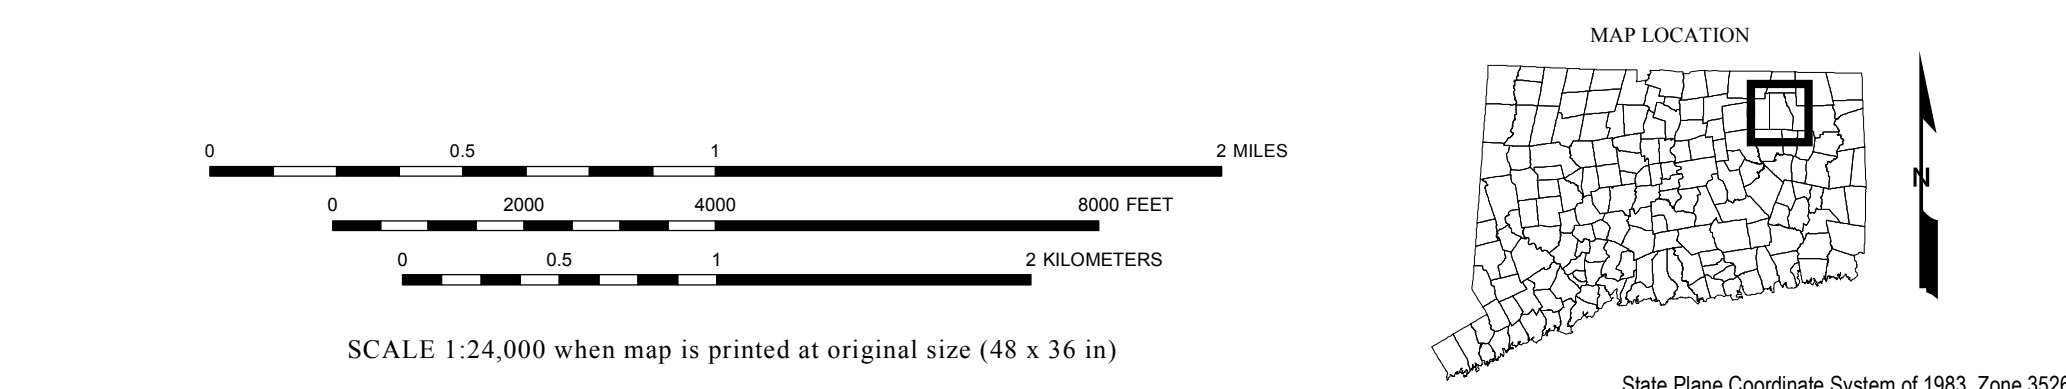 MAP LOCATION
0 0.5 1 2 MILES
0 2000 4000 8000 FEET
N
0 0.5 1 2 KILOMETERS
SCALE 1:24,000 when map is printed at original size (48 x 36 in)
State Plane Coordinate System of 1983, Zone 3526